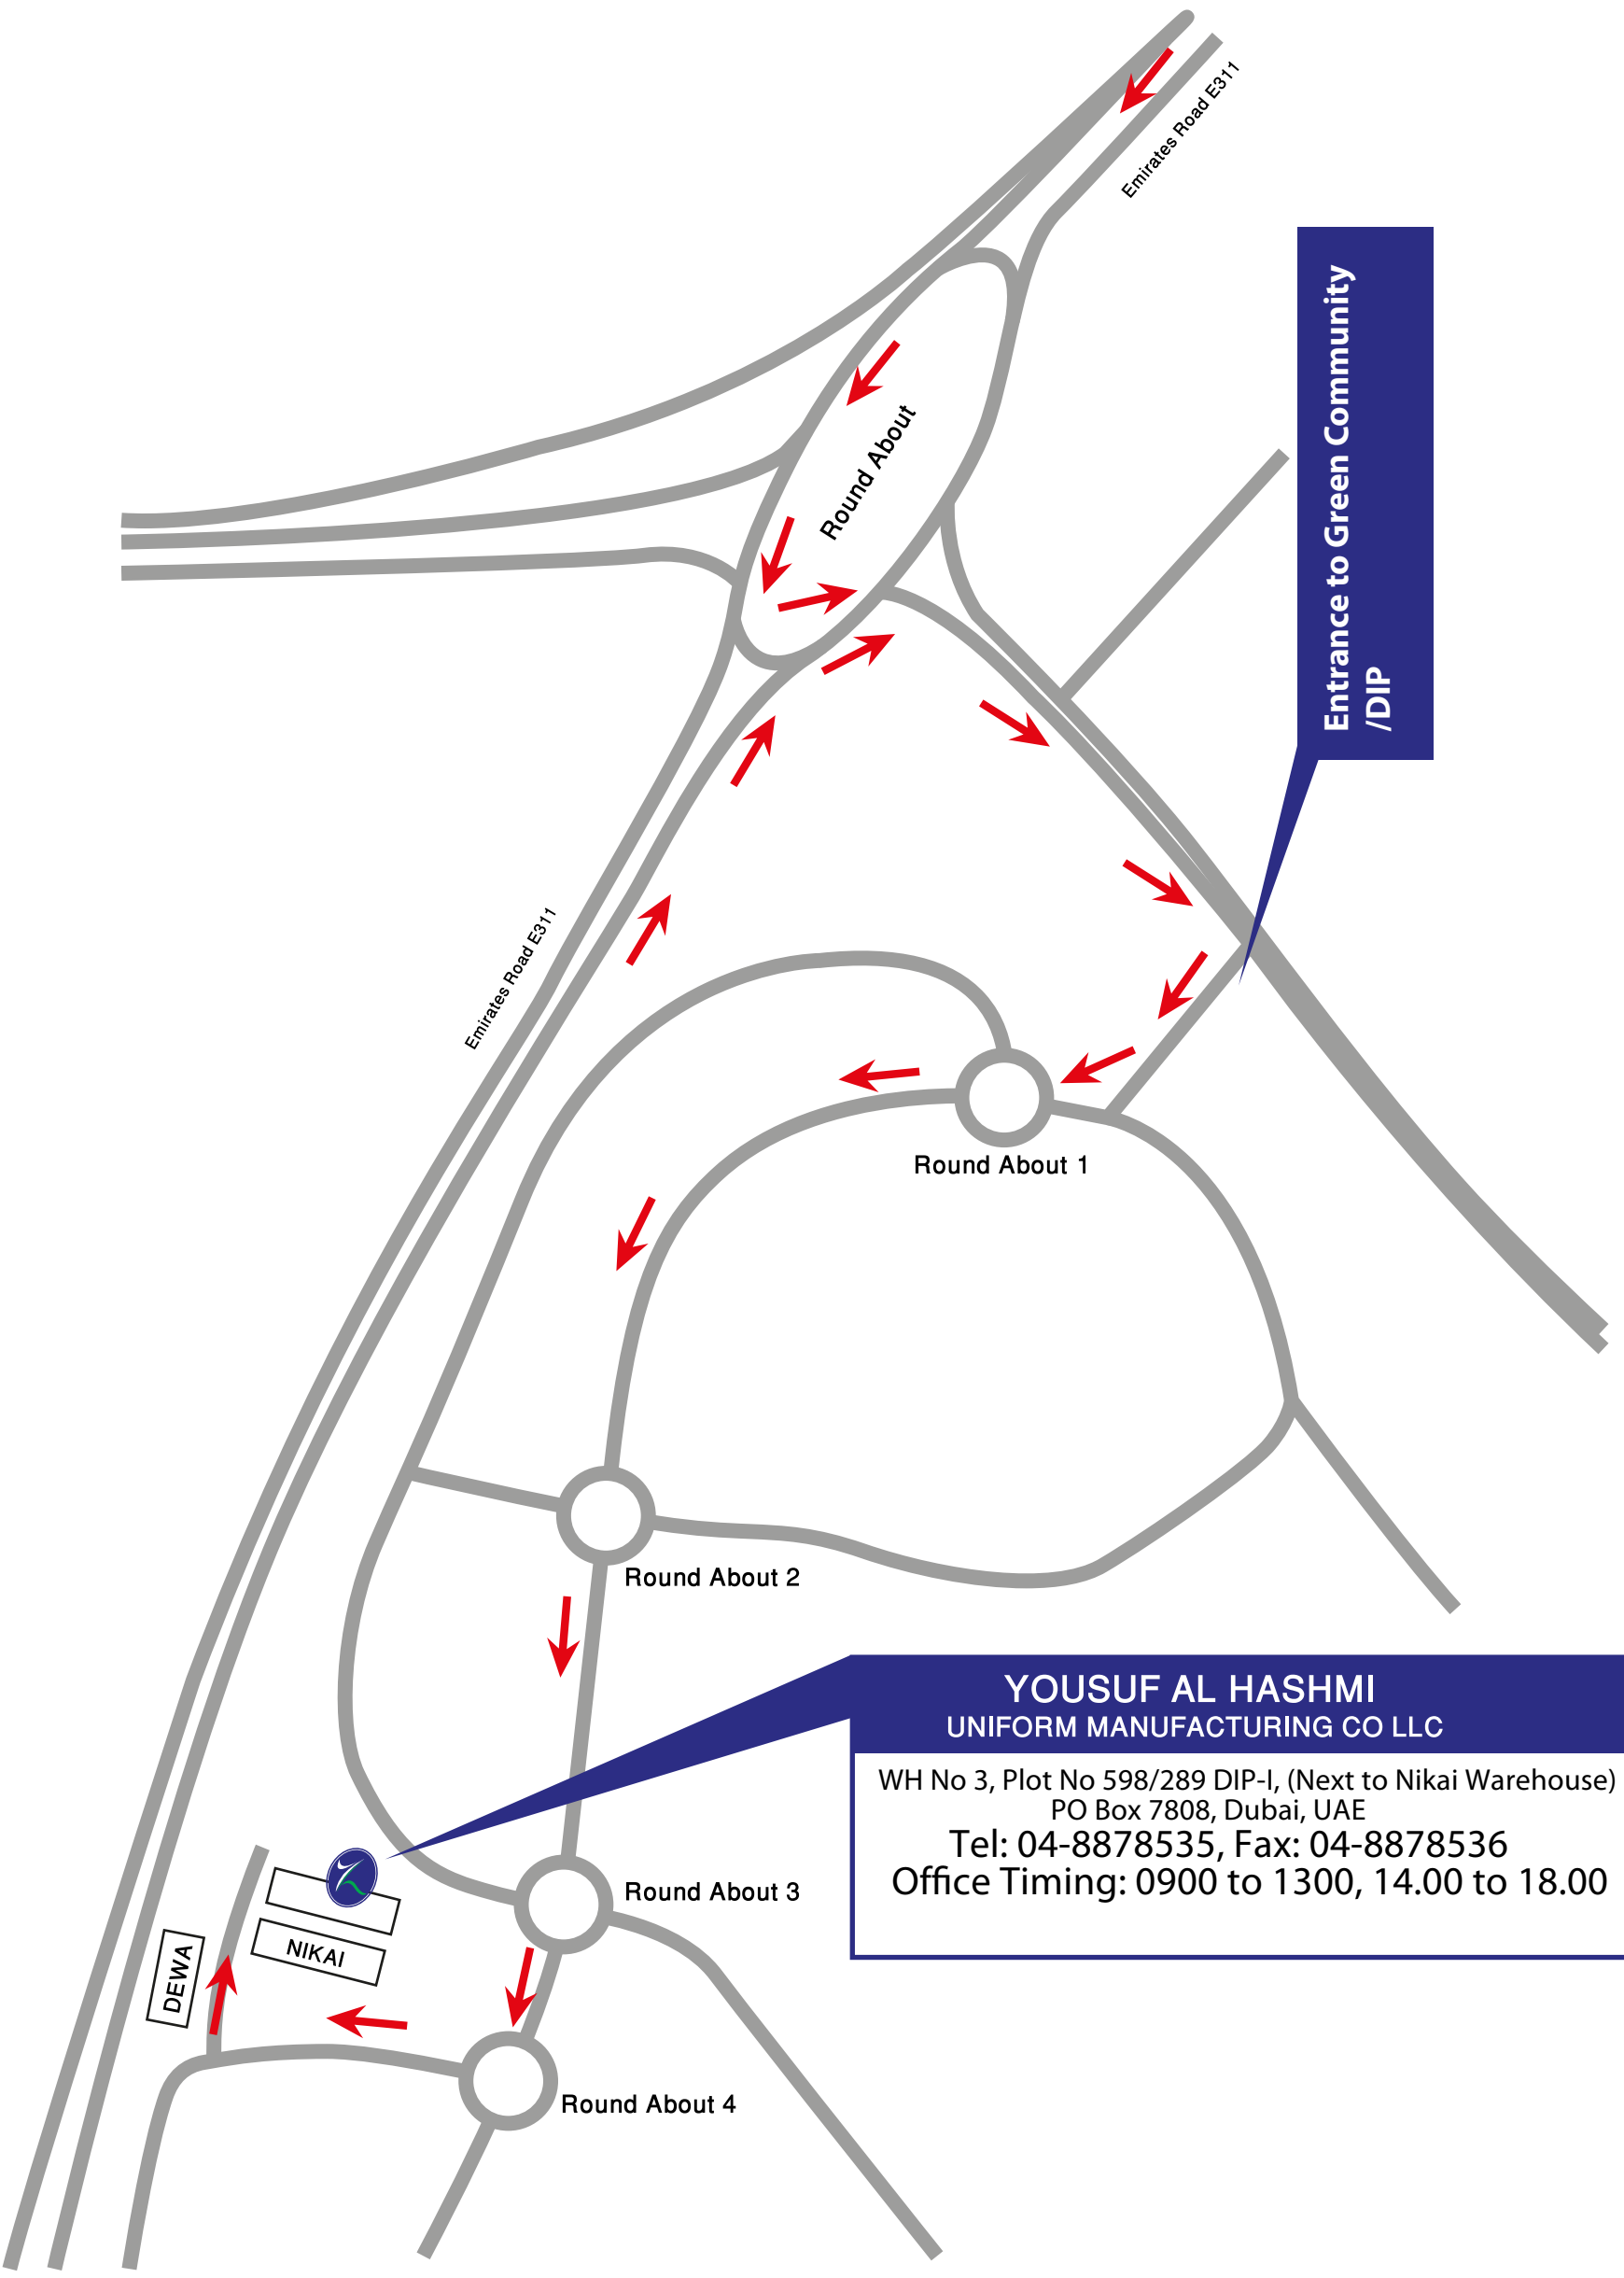 Emirates Road E311
Entrance to Green Community
/DIP
Round About
Emirates Road E311
Round About 1
Round About 2
YOUSUF AL HASHMI
UNIFORM MANUFACTURING CO LLC
WH No 3, Plot No 598/289 DIP-I, (Next to Nikai Warehouse)
PO Box 7808, Dubai, UAE
Tel: 04-8878535, Fax: 04-8878536
Office Timing: 0900 to 1300, 14.00 to 18.00
Round About 3
NIKAI
DEWA
Round About 4